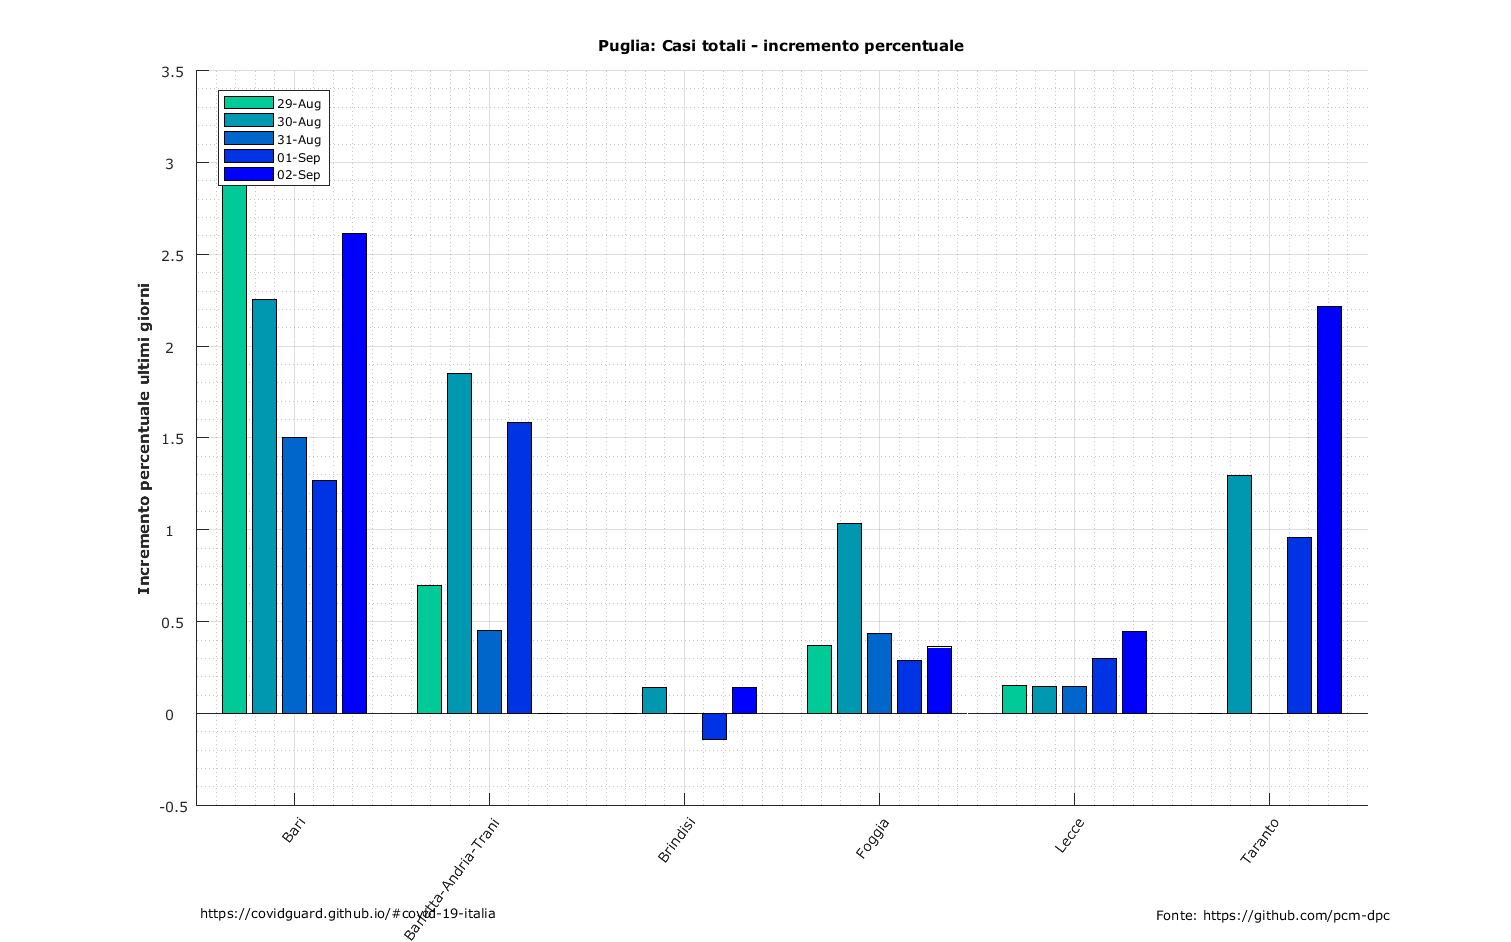 Puglia: Casi totali - incremento percentuale
3.5
3
2.5
2
1.5
1
0.5
0
-0.5
Incremento percentuale ultimi giorni
29-Aug
30-Aug
31-Aug
01-Sep
02-Sep
Bari
Barletta-Andria-Trani
Brindisi
Foggia
Lecce
Taranto
https://covidguard.github.io/#covid-19-italia
Fonte: https://github.com/pcm-dpc